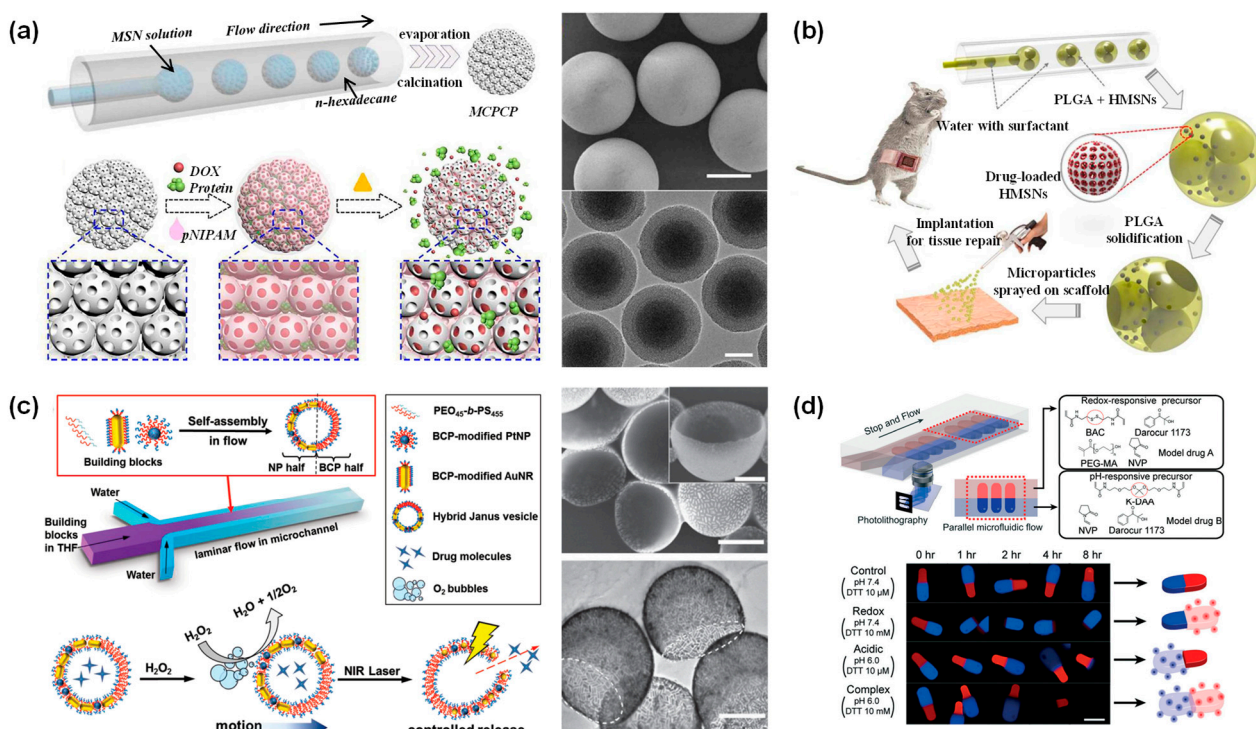 (a)
MSN solution
Flow direction
evaporation
calcination
n-hexadecane
MCPCP
DOX
Protein
pNIPAM
(b)
PLGA + HMSNs
Water with surfactant
Drug-loaded
HMSNs
Implantation
for tissue repair
PLGA
solidification
Microparticles
sprayed on scaffold
(c)
Self-assembly
in flow
Building blocks
NP half
BCP half
Water
Building
blocks
in THF
laminar flow in microchannel
Water
PEO45-b-PS455
BCP-modified PtNP
BCP-modified AuNR
Hybrid Janus vesicle
Drug molecules
O2 bubbles
H2O + 1/2O2
H2O2
H2O2
NIR Laser
motion
controlled release
(d)
Stop and Flow
Photolithography
Parallel microfluidic flow
Redox-responsive
precursor
BAC
Darocur 1173
PEG-MA
NVP
Model drug A
pH-responsive precursor
K-DAA
NVP
Darocur 1173
Model drug B
0 hr 1 hr 2 hr 4 hr 8 hr
Control
(pH 7.4
DTT 10 µM)
Redox
(pH 7.4
DTT 10 mM)
Acidic
(pH 6.0
DTT 10 µM)
Complex
(pH 6.0
DTT 10 mM)